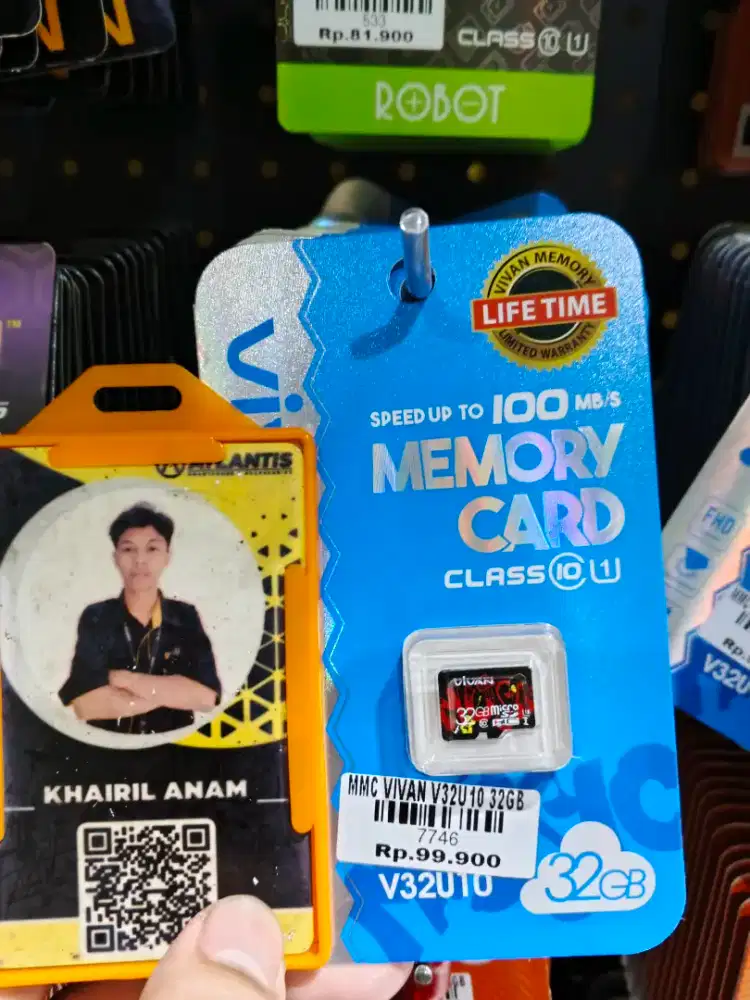 533
Rp.81.900
CLASS 10 U1
ROBOT
VIVAN MEMORY
LIFE TIME
LIMITED WARRANTY
SPEED UP TO 100 MB/S
MEMORY
CARD
CLASS 10 U1
ATLANTIS
KHAIRIL ANAM
VIVAN
32GB micro
MMC VIVAN V32U10 32GB
7746
Rp.99.900
V32U10
32GB
FHD